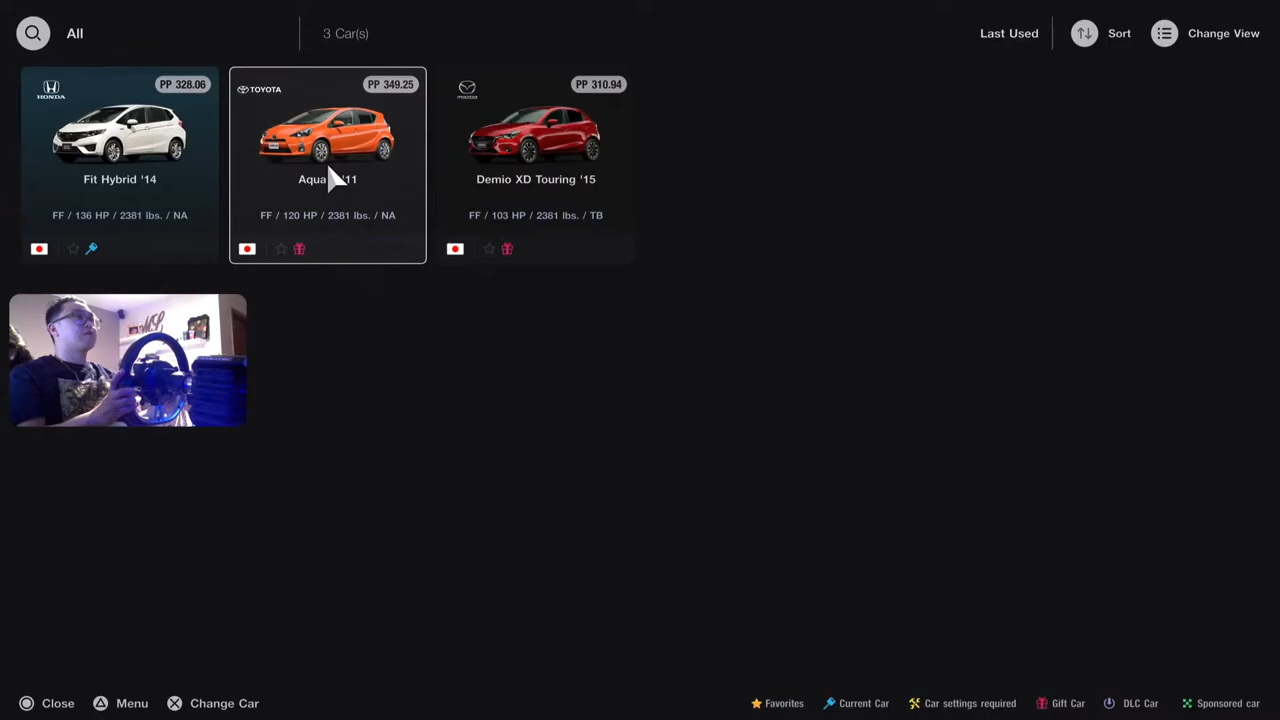 All
3 Car(s)
Last Used
Sort
Change View
HONDA
PP 328.06
Fit Hybrid '14
FF / 136 HP / 2381 lbs. / NA
TOYOTA
PP 349.25
Aqua '11
FF / 120 HP / 2381 lbs. / NA
mazda
PP 310.94
Demio XD Touring '15
FF / 103 HP / 2381 lbs. / TB
Close
Menu
Change Car
Favorites
Current Car
Car settings required
Gift Car
DLC Car
Sponsored car